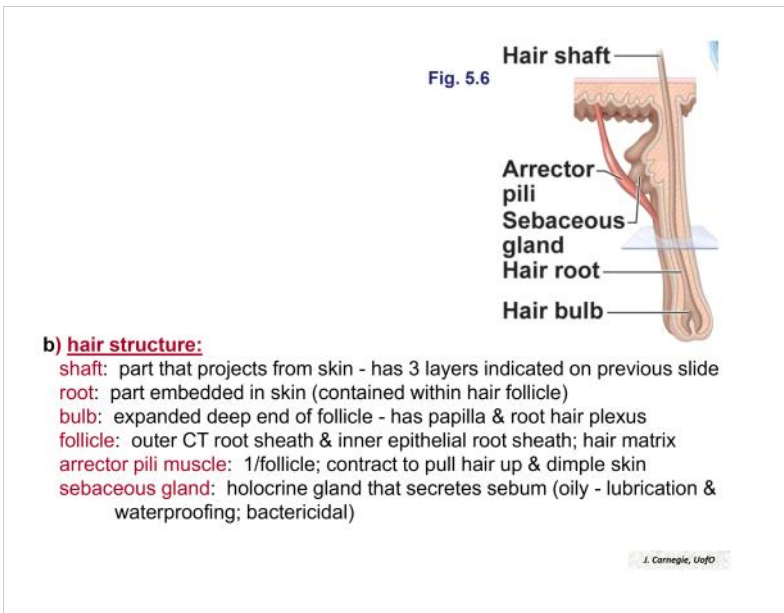 Hair shaft
Fig. 5.6
Arrector
pili
Sebaceous
gland
Hair root
Hair bulb
b) hair structure:
shaft: part that projects from skin - has 3 layers indicated on previous slide
root: part embedded in skin (contained within hair follicle)
bulb: expanded deep end of follicle - has papilla & root hair plexus
follicle: outer CT root sheath & inner epithelial root sheath; hair matrix
arrector pili muscle: 1/follicle; contract to pull hair up & dimple skin
sebaceous gland: holocrine gland that secretes sebum (oily - lubrication &
waterproofing; bactericidal)
J. Carnegie, UofO